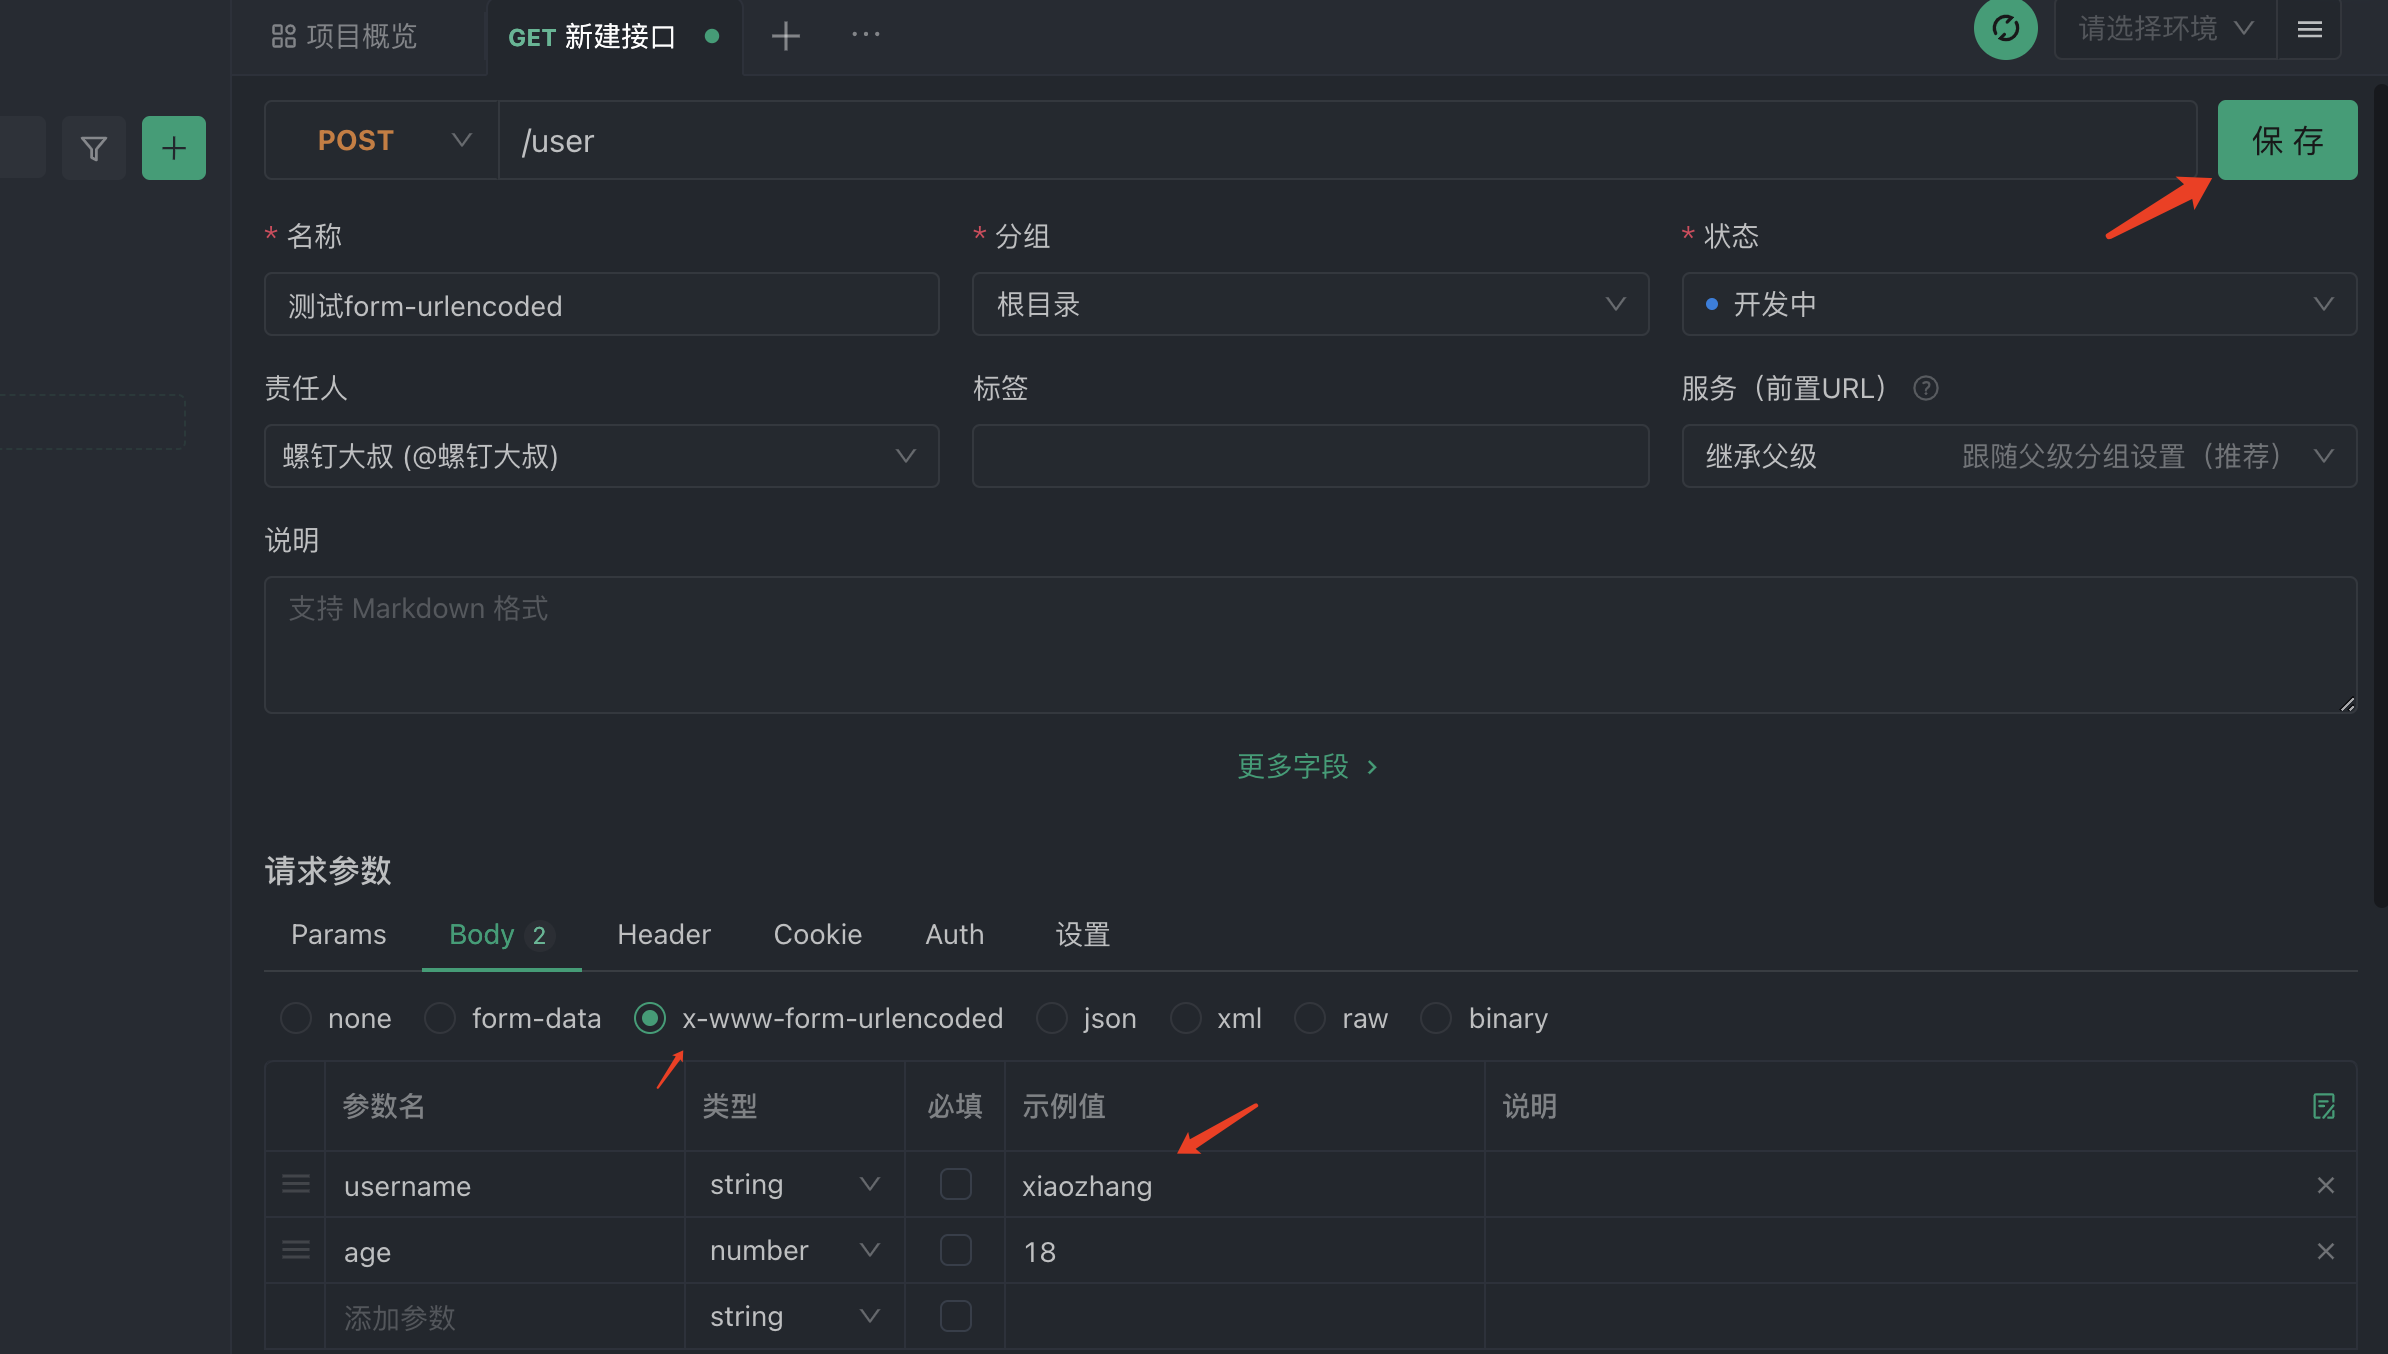 项目概览
GET 新建接口
请选择环境
POST
/user
保 存
* 名称
* 分组
* 状态
测试form-urlencoded
根目录
开发中
责任人
标签
服务（前置URL）
螺钉大叔 (@螺钉大叔)
继承父级 跟随父级分组设置（推荐）
说明
支持 Markdown 格式
更多字段
请求参数
Params Body 2 Header Cookie Auth 设置
none form-data x-www-form-urlencoded json xml raw binary
参数名 类型 必填 示例值 说明
username string xiaozhang
age number 18
添加参数 string